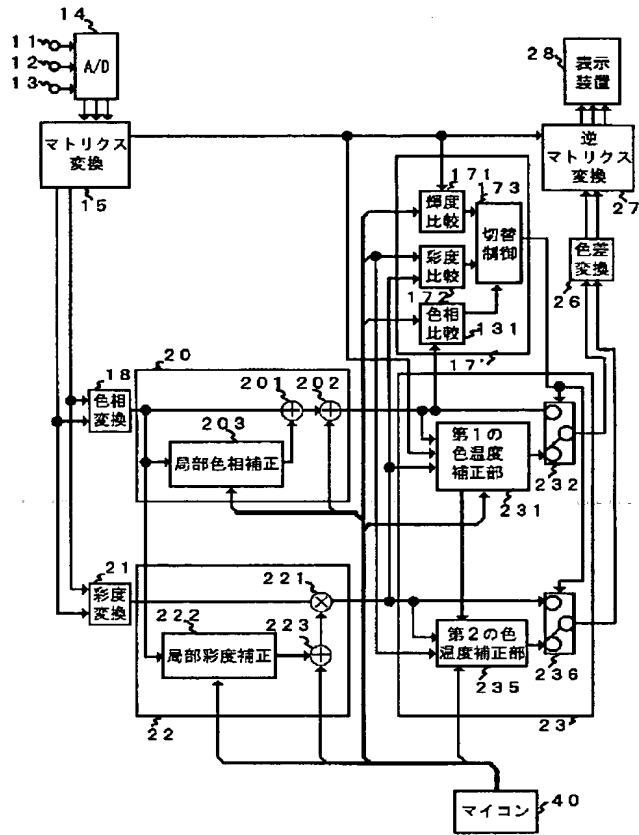 14
11
12
13
A/D
28
表示
装置
マトリクス
変換
15
逆
マトリクス
変換
27
171
173
輝度
比較
切替
制御
彩度
比較
172
色相
比較
131
17'
色差
変換
26
20
18
色相
変換
201
202
203
局部色相補正
第1の
色温度
補正部
231
232
21
彩度
変換
221
222
223
局部彩度補正
22
第2の色
温度補正部
235
236
23
マイコン
40